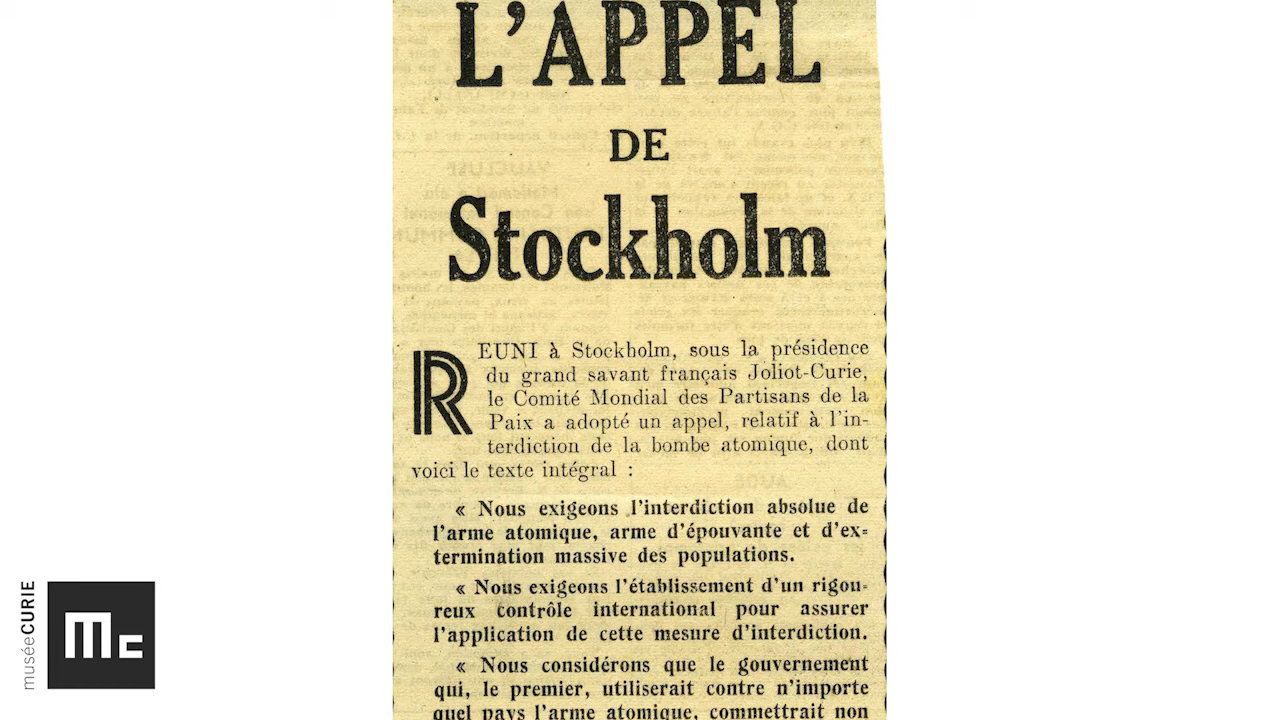 L'APPEL
DE
Stockholm
REUNI à Stockholm, sous la présidence
du grand savant français Joliot-Curie,
le Comité Mondial des Partisans de la
Paix a adopté un appel, relatif à l'in-
terdiction de la bombe atomique, dont
voici le texte intégral :
« Nous exigeons l'interdiction absolue de
l'arme atomique, arme d'épouvante et d'ex-
termination massive des populations.
« Nous exigeons l'établissement d'un rigou-
reux contrôle international pour assurer
l'application de cette mesure d'interdiction.
« Nous considérons que le gouvernement
qui, le premier, utiliserait contre n'importe
quel pays l'arme atomique, commettrait non
musée CURIE
Mc